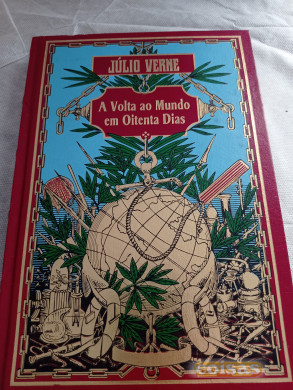 JÚLIO VERNE
A Volta ao Mundo
em Oitenta Dias